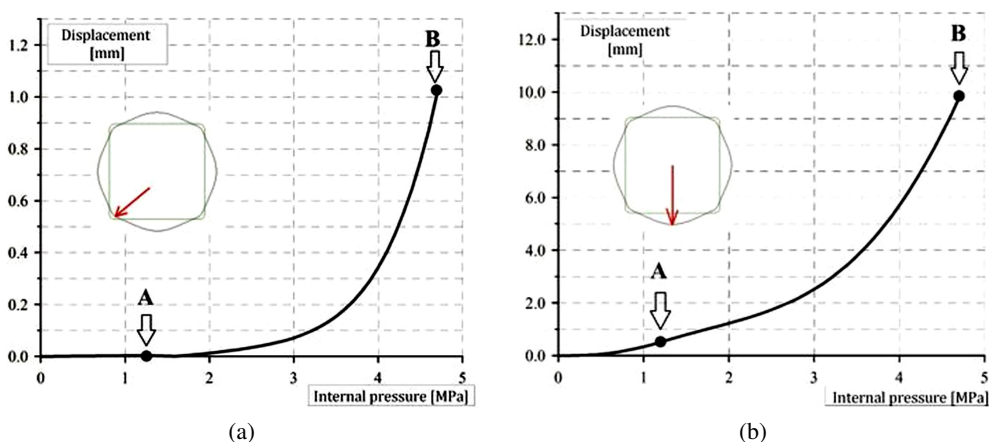 Displacement
[mm]
1.2
1.0
0.8
0.6
0.4
0.2
0.0
A
B
0 1 2 3 4 5
Internal pressure [MPa]
(a)
Displacement
[mm]
12.0
10.0
8.0
6.0
4.0
2.0
0.0
A
B
0 1 2 3 4 5
Internal pressure [MPa]
(b)